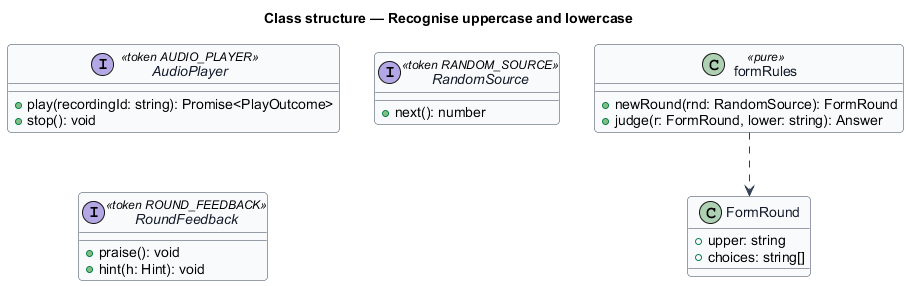 Class structure — Recognise uppercase and lowercase
I
«token AUDIO_PLAYER»
AudioPlayer
play(recordingId: string): Promise<PlayOutcome>
stop(): void
I
«token RANDOM_SOURCE»
RandomSource
next(): number
C
«pure»
formRules
newRound(rnd: RandomSource): FormRound
judge(r: FormRound, lower: string): Answer
I
«token ROUND_FEEDBACK»
RoundFeedback
praise(): void
hint(h: Hint): void
C
FormRound
upper: string
choices: string[]